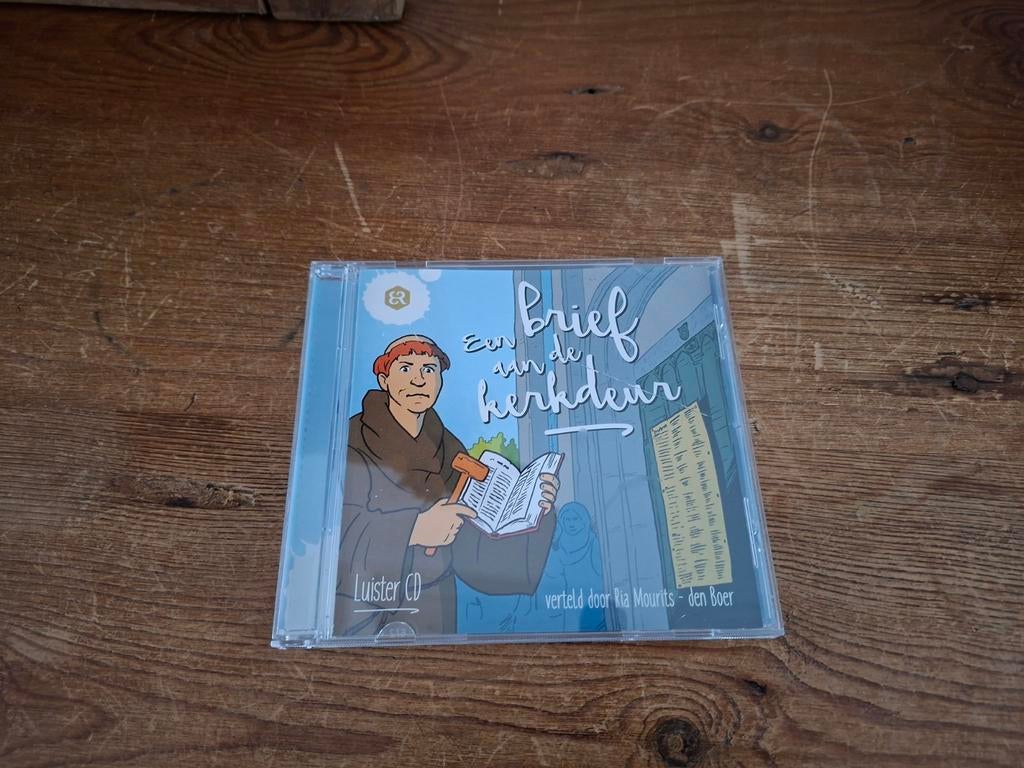 Een brief
aan de
kerkdeur
Luister CD
verteld door Ria Mourits - den Boer